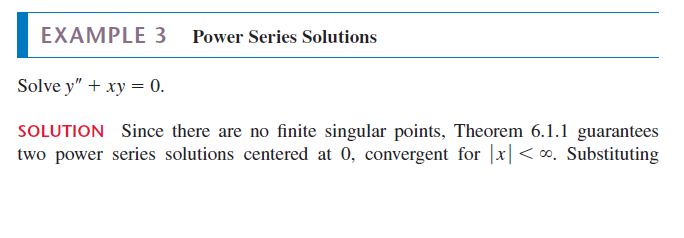 EXAMPLE 3 Power Series Solutions
Solve y″ + xy = 0.
SOLUTION Since there are no finite singular points, Theorem 6.1.1 guarantees
two power series solutions centered at 0, convergent for |x| < ∞. Substituting